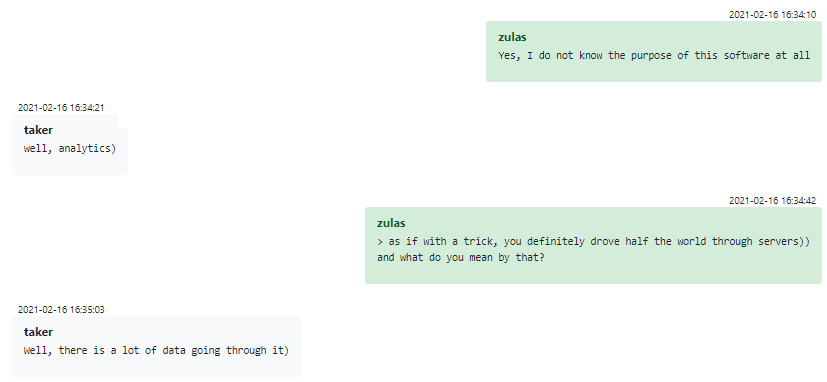 2021-02-16 16:34:10
zulas
Yes, I do not know the purpose of this software at all
2021-02-16 16:34:21
taker
well, analytics)
2021-02-16 16:34:42
zulas
> as if with a trick, you definitely drove half the world through servers))
and what do you mean by that?
2021-02-16 16:35:03
taker
Well, there is a lot of data going through it)